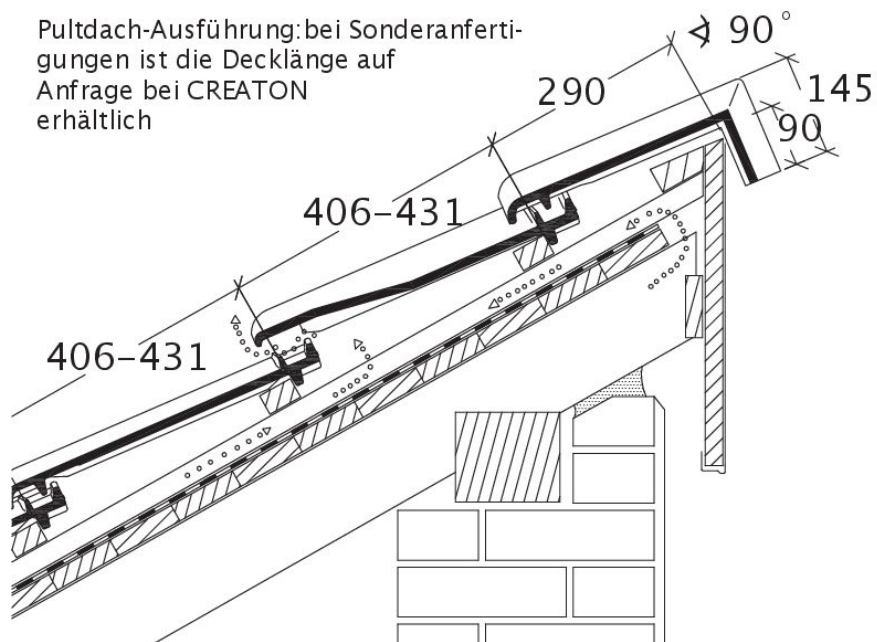 Pultdach-Ausführung: bei Sonderanferti-
gungen ist die Decklänge auf
Anfrage bei CREATON
erhältlich
∢ 90°
290
145
90
406–431
406–431